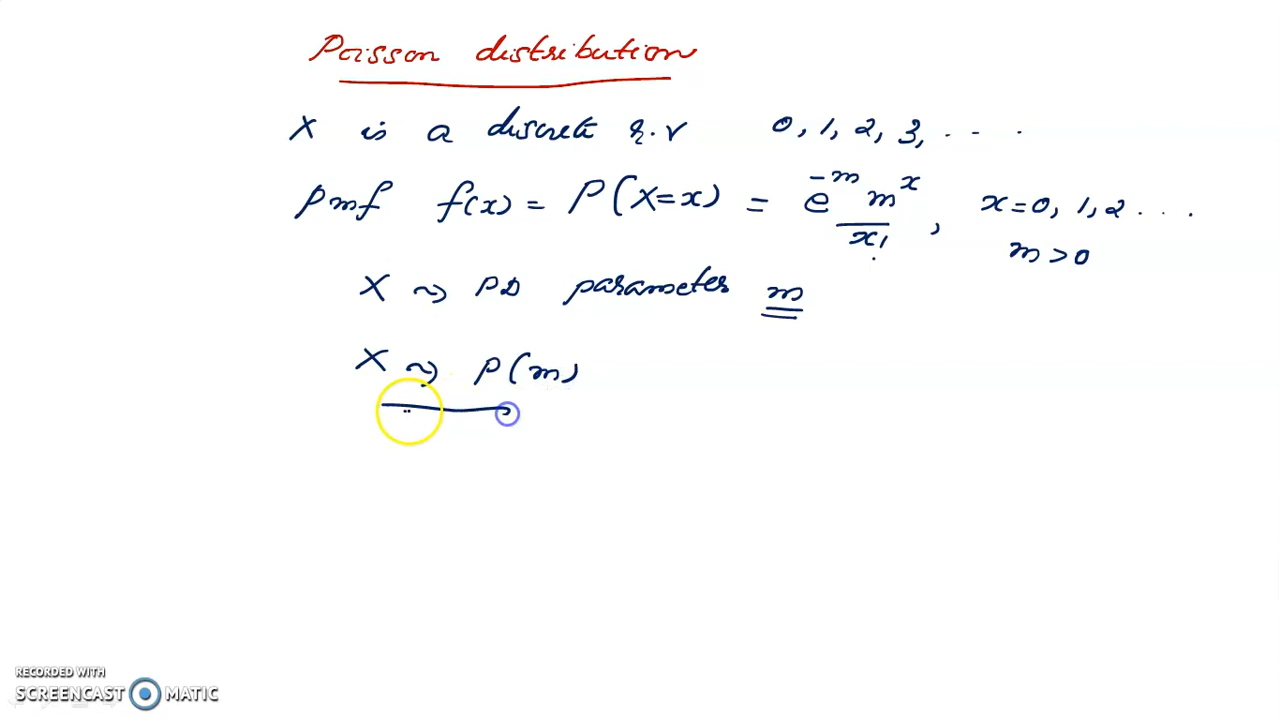 Poisson distribution
X is a discrete r.v 0, 1, 2, 3, ....
pmf f(x) = P(X=x) = e^-m m^x / x! , x=0, 1, 2 ...
m > 0
X ~> PD parameter m
X ~> P(m)
RECORDED WITH
SCREENCAST MATIC